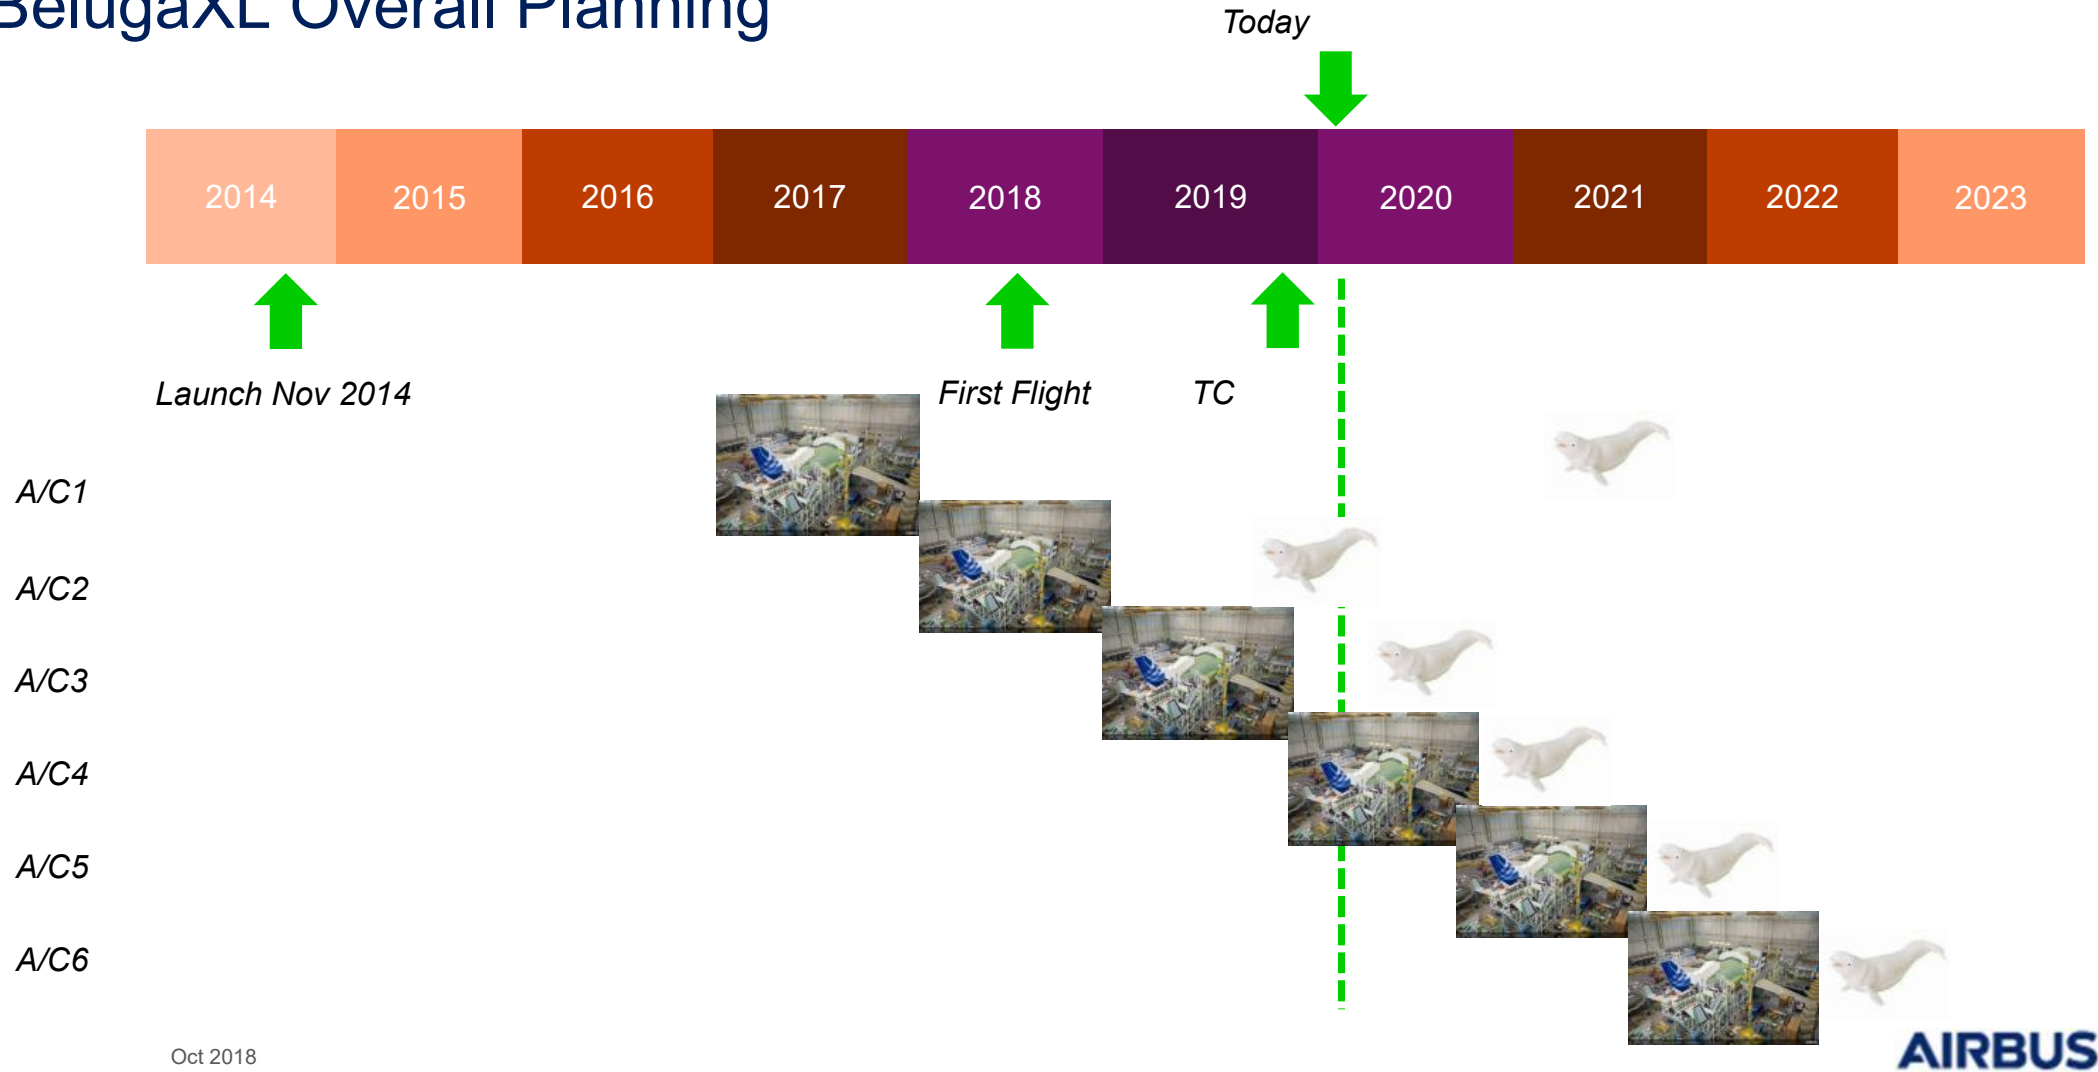 BelugaXL Overall Planning
Today
2014 2015 2016 2017 2018 2019 2020 2021 2022 2023
Launch Nov 2014 First Flight TC
A/C1
A/C2
A/C3
A/C4
A/C5
A/C6
Oct 2018
AIRBUS